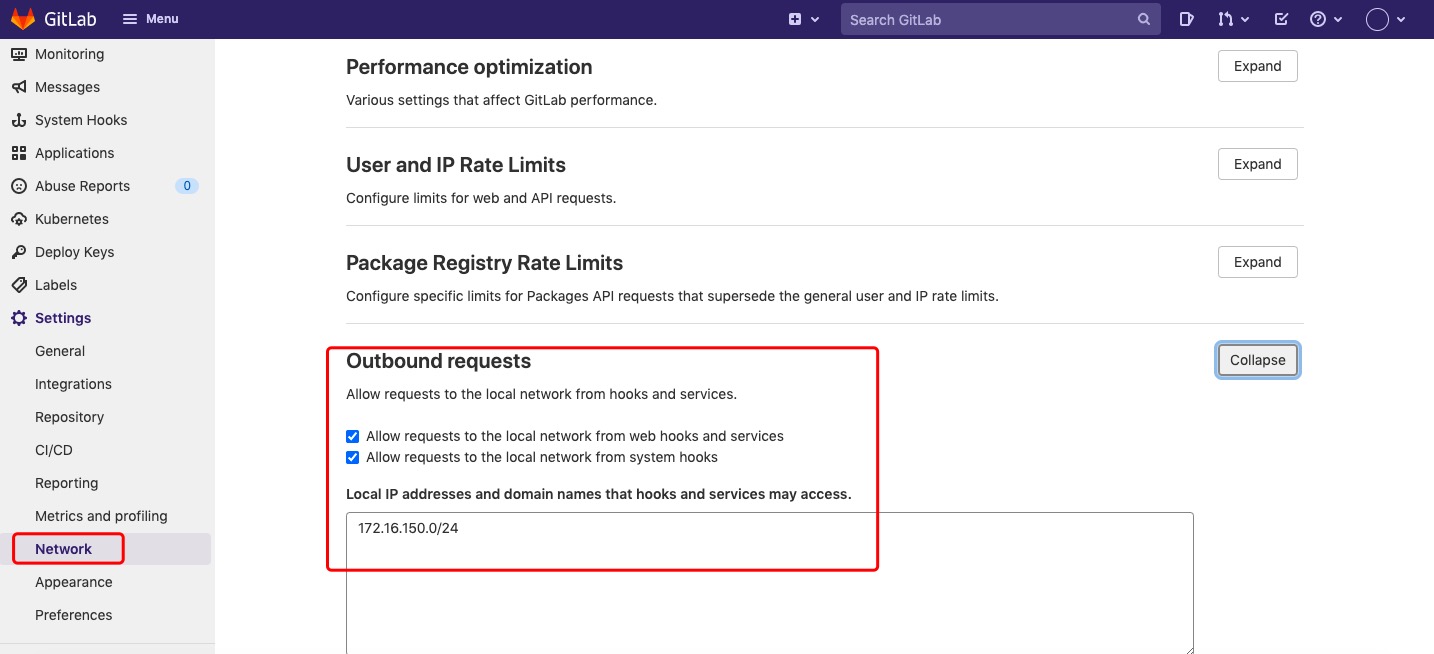 GitLab
Menu
Search GitLab
Monitoring
Messages
System Hooks
Applications
Abuse Reports 0
Kubernetes
Deploy Keys
Labels
Settings
General
Integrations
Repository
CI/CD
Reporting
Metrics and profiling
Network
Appearance
Preferences
Performance optimization
Expand
Various settings that affect GitLab performance.
User and IP Rate Limits
Expand
Configure limits for web and API requests.
Package Registry Rate Limits
Expand
Configure specific limits for Packages API requests that supersede the general user and IP rate limits.
Outbound requests
Collapse
Allow requests to the local network from hooks and services.
Allow requests to the local network from web hooks and services
Allow requests to the local network from system hooks
Local IP addresses and domain names that hooks and services may access.
172.16.150.0/24